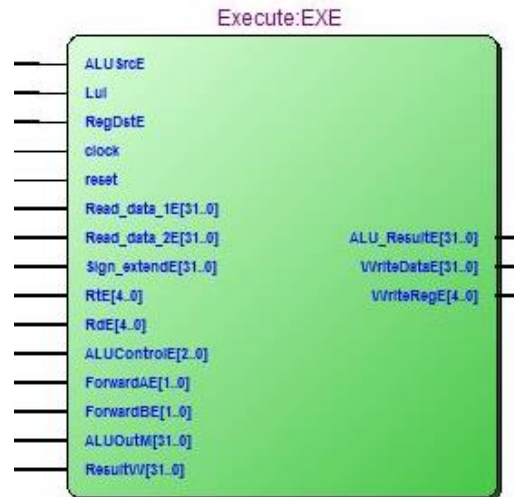 Execute:EXE
ALUSrcE
Lui
RegDstE
clock
reset
Read_data_1E[31..0]
Read_data_2E[31..0]
Sign_extendE[31..0]
RtE[4..0]
RdE[4..0]
ALUControlE[2..0]
ForwardAE[1..0]
ForwardBE[1..0]
ALUOutM[31..0]
ResultW[31..0]
ALU_ResultE[31..0]
WriteDataE[31..0]
WriteRegE[4..0]